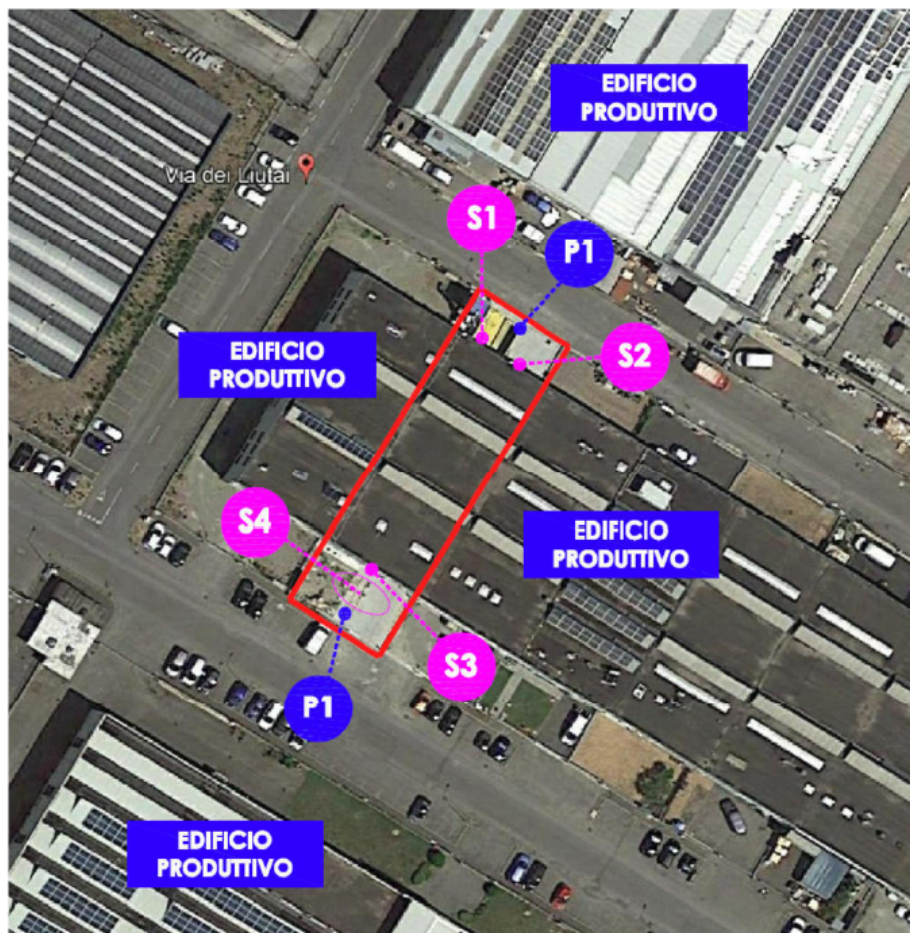 EDIFICIO
PRODUTTIVO
Via dei Liutai
S1
P1
S2
EDIFICIO
PRODUTTIVO
S4
EDIFICIO
PRODUTTIVO
S3
P1
EDIFICIO
PRODUTTIVO